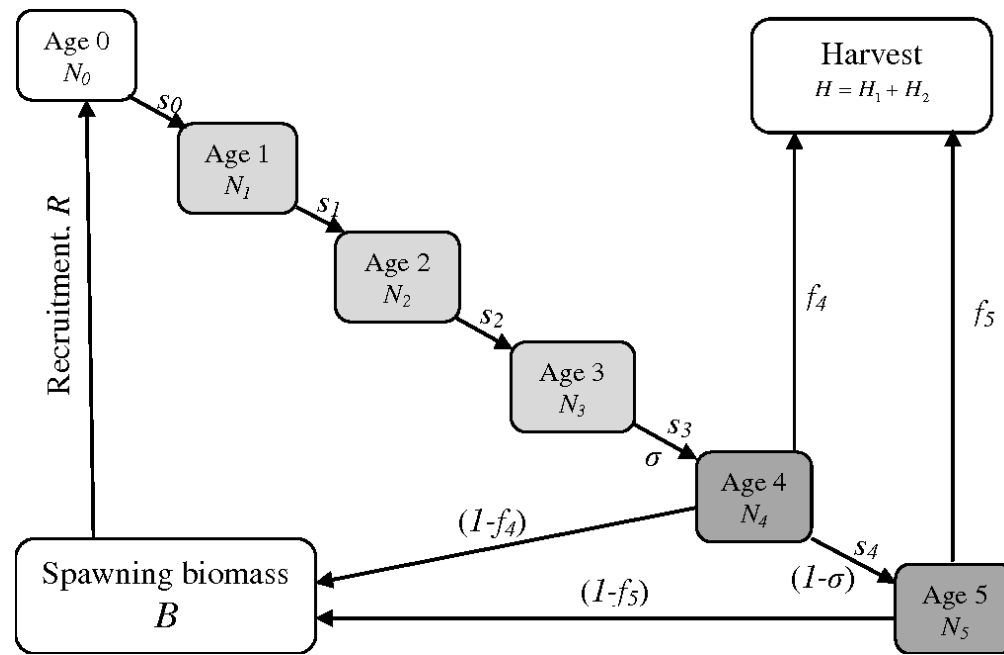 Age 0
N0
s0
Age 1
N1
s1
Age 2
N2
s2
Age 3
N3
s3
σ
Age 4
N4
s4
(1-σ)
Age 5
N5
Harvest
H = H1 + H2
f4
f5
(1-f4)
(1-f5)
Spawning biomass
B
Recruitment, R